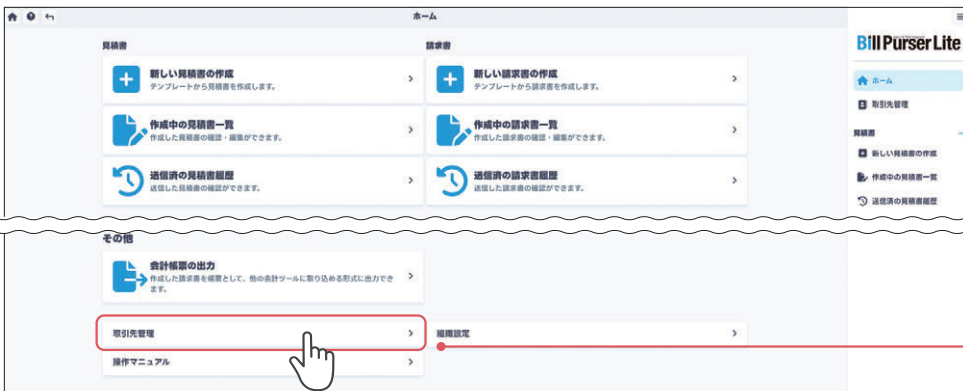 ホーム
見積書
新しい見積書の作成
テンプレートから見積書を作成します。
作成中の見積書一覧
作成した見積書の確認・編集ができます。
送信済の見積書履歴
送信した見積書の確認ができます。
請求書
新しい請求書の作成
テンプレートから請求書を作成します。
作成中の請求書一覧
作成した請求書の確認・編集ができます。
送信済の請求書履歴
送信した請求書の確認ができます。
その他
会計帳票の出力
作成した請求書を帳票として、他の会計ツールに取り込める形式に出力でき
ます。
取引先管理
組織設定
操作マニュアル
Bill Purser Lite
ホーム
取引先管理
見積書
新しい見積書の作成
作成中の見積書一覧
送信済の見積書履歴